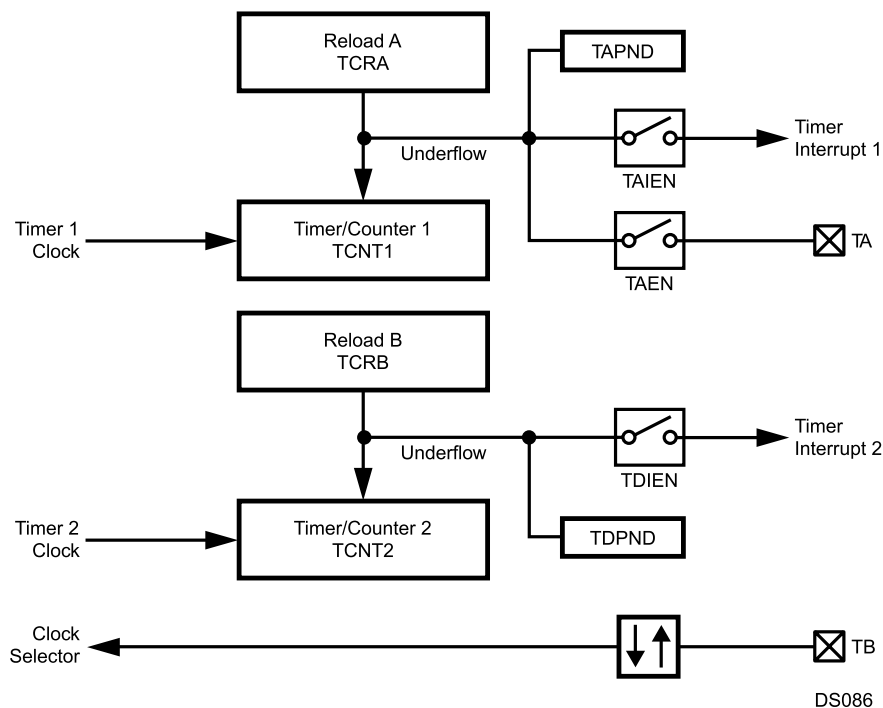 Reload A
TCRA
TAPND
Timer
Interrupt 1
Underflow
TAIEN
Timer 1
Clock
Timer/Counter 1
TCNT1
TA
TAEN
Reload B
TCRB
Timer
Interrupt 2
Underflow
TDIEN
Timer 2
Clock
Timer/Counter 2
TCNT2
TDPND
Clock
Selector
TB
DS086